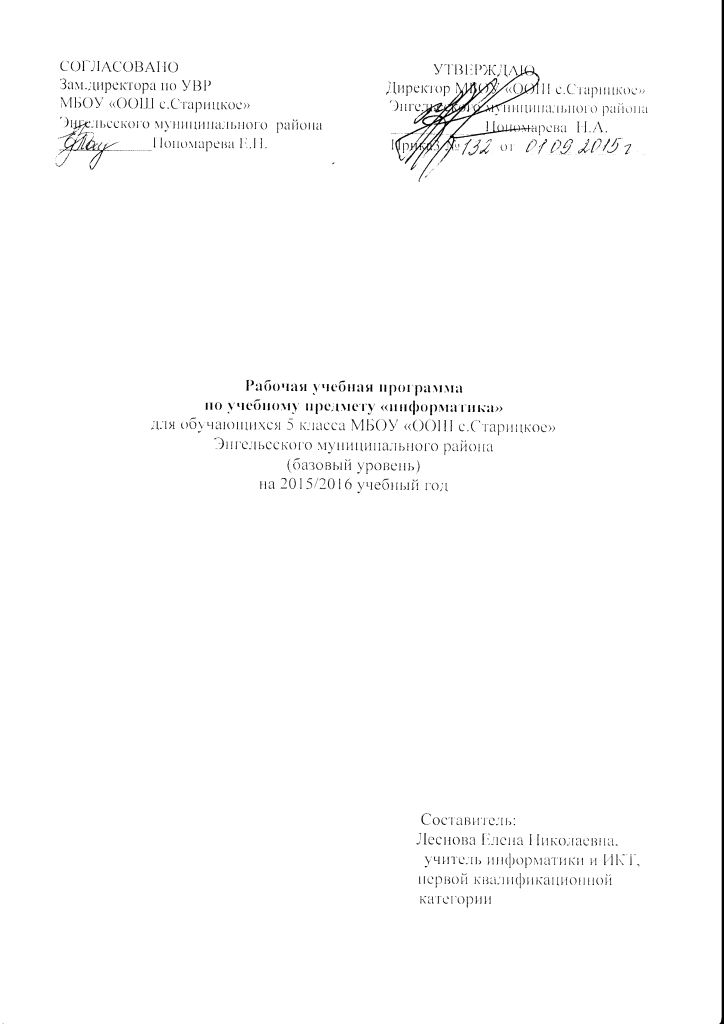 СОГЛАСОВАНО
Зам.директора по УВР
МБОУ «ООШ с.Старицкое»
Энгельсского муниципального района
Пономарева Е.Н.
УТВЕРЖДАЮ
Директор МБОУ «ООШ с.Старицкое»
Энгельсского муниципального района
Пономарева Н.А.
Приказ № 132 от 01 09 2015 г
Рабочая учебная программа
по учебному предмету «информатика»
для обучающихся 5 класса МБОУ «ООШ с.Старицкое»
Энгельсского муниципального района
(базовый уровень)
на 2015/2016 учебный год
Составитель:
Леснова Елена Николаевна,
учитель информатики и ИКТ,
первой квалификационной
категории